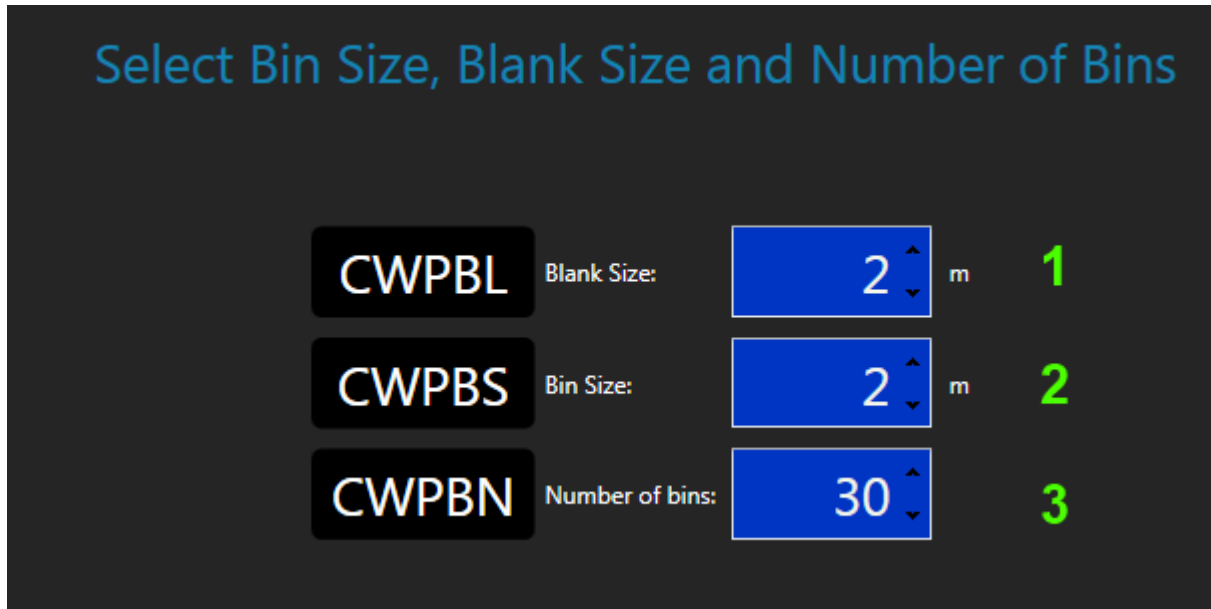 Select Bin Size, Blank Size and Number of Bins
CWPBL Blank Size: 2 m 1
CWPBS Bin Size: 2 m 2
CWPBN Number of bins: 30 3